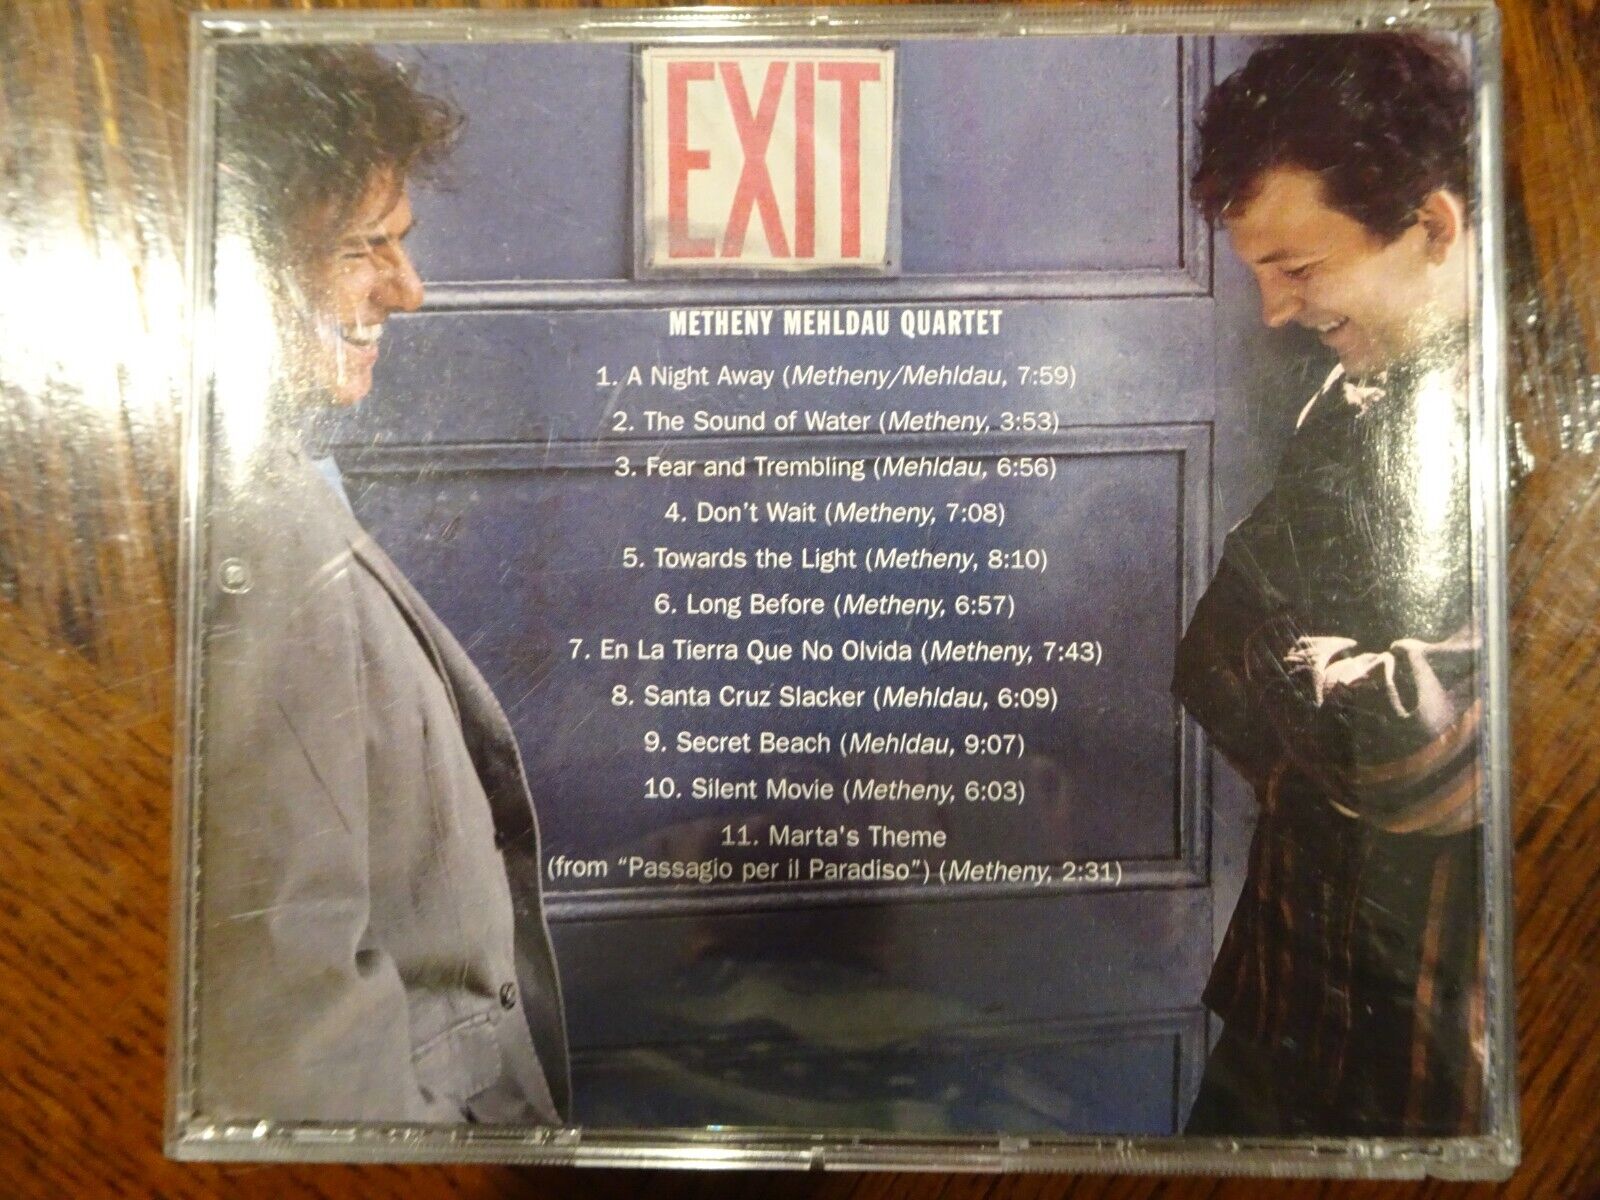 EXIT
METHENY MEHLDAU QUARTET
1. A Night Away (Metheny/Mehldau, 7:59)
2. The Sound of Water (Metheny, 3:53)
3. Fear and Trembling (Mehldau, 6:56)
4. Don't Wait (Metheny, 7:08)
5. Towards the Light (Metheny, 8:10)
6. Long Before (Metheny, 6:57)
7. En La Tierra Que No Olvida (Metheny, 7:43)
8. Santa Cruz Slacker (Mehldau, 6:09)
9. Secret Beach (Mehldau, 9:07)
10. Silent Movie (Metheny, 6:03)
11. Marta's Theme
(from “Passagio per il Paradiso”) (Metheny, 2:31)